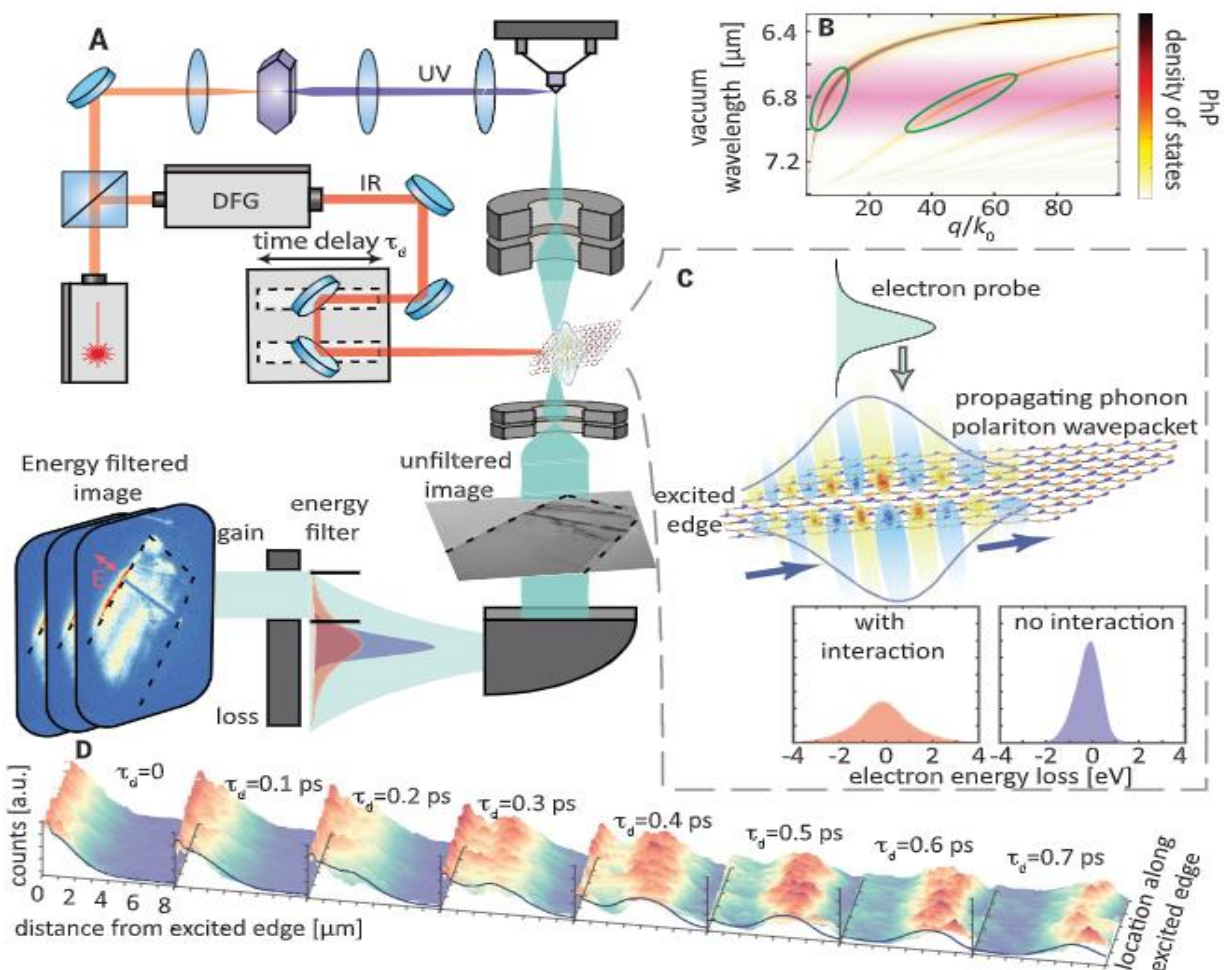 A
UV
DFG
IR
time delay τd
B
vacuum
wavelength [μm]
6.4
6.8
7.2
20
40
60
80
q/k0
PhP
density of states
C
electron probe
propagating phonon
polariton wavepacket
excited
edge
with
interaction
no interaction
-4
-2
0
2
4
-4
-2
0
2
4
electron energy loss [eV]
Energy filtered
image
E
gain
energy
filter
loss
unfiltered
image
D
counts [a.u.]
τd=0
τd=0.1 ps
τd=0.2 ps
τd=0.3 ps
τd=0.4 ps
τd=0.5 ps
τd=0.6 ps
τd=0.7 ps
0
2
4
6
8
distance from excited edge [μm]
location along
excited edge